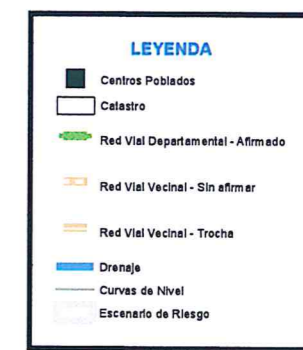 LEYENDA
Centros Poblados
Catastro
Red Vial Departamental - Afirmado
Red Vial Vecinal - Sin afirmar
Red Vial Vecinal - Trocha
Drenaje
Curvas de Nivel
Escenario de Riesgo